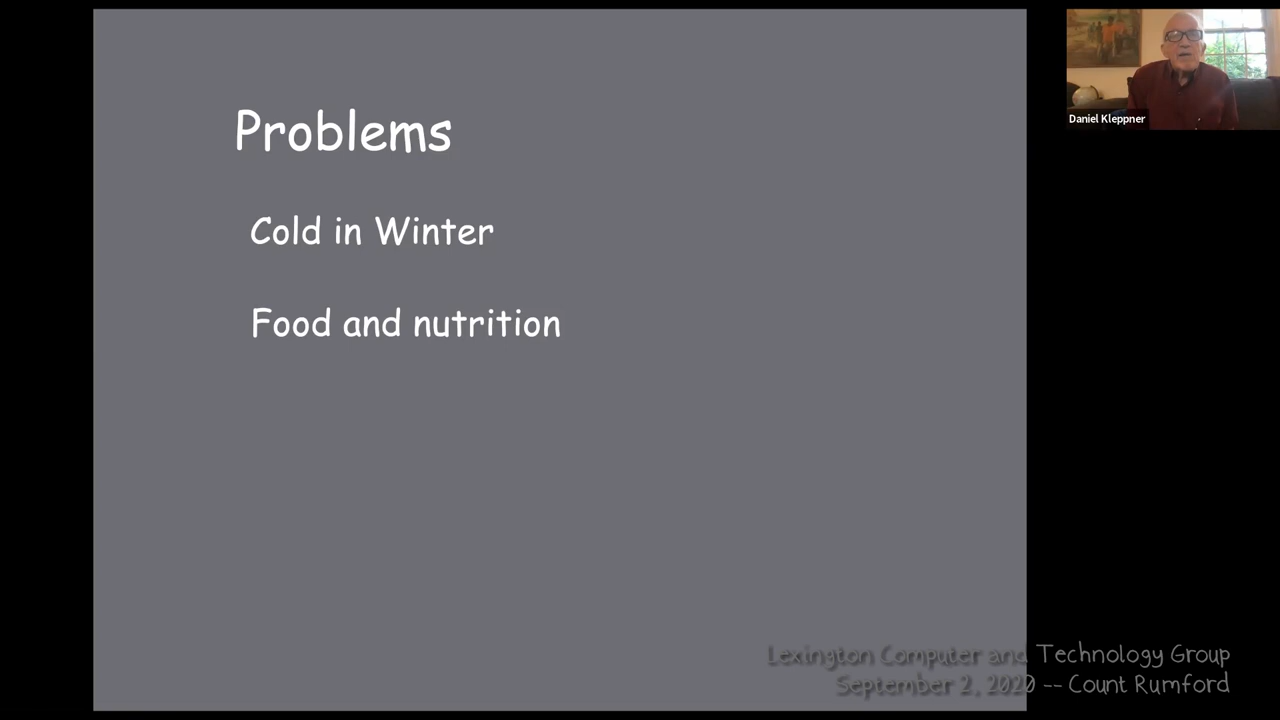 Problems
Cold in Winter
Food and nutrition
Daniel Kleppner
Lexington Computer and Technology Group
September 2, 2020 -- Count Rumford